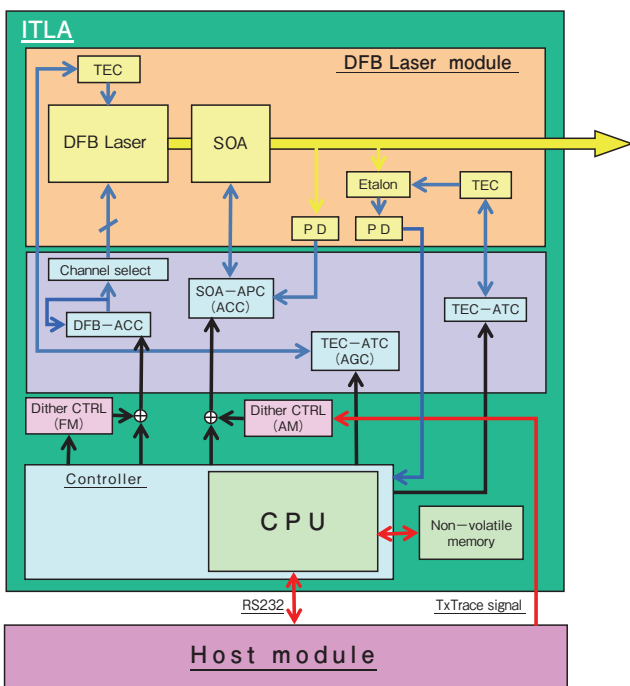 ITLA
DFB Laser module
TEC
DFB Laser
SOA
Etalon
TEC
PD
PD
Channel select
SOA-APC
(ACC)
DFB-ACC
TEC-ATC
(AGC)
TEC-ATC
Dither CTRL
(FM)
Dither CTRL
(AM)
Controller
CPU
Non-volatile
memory
RS232
TxTrace signal
Host module